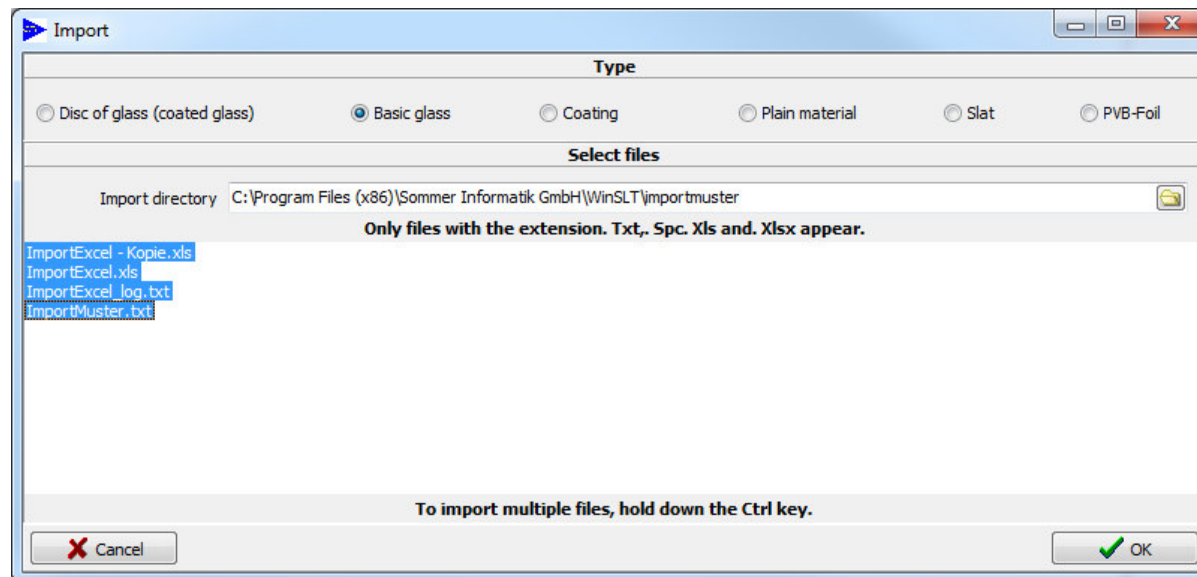 Import
Type
Disc of glass (coated glass) Basic glass Coating Plain material Slat PVB-Foil
Select files
Import directory C:\Program Files (x86)\Sommer Informatik GmbH\WinSLT\importmuster
Only files with the extension. Txt,. Spc. Xls and. Xlsx appear.
ImportExcel - Kopie.xls
ImportExcel.xls
ImportExcel_log.txt
ImportMuster.txt
To import multiple files, hold down the Ctrl key.
Cancel OK